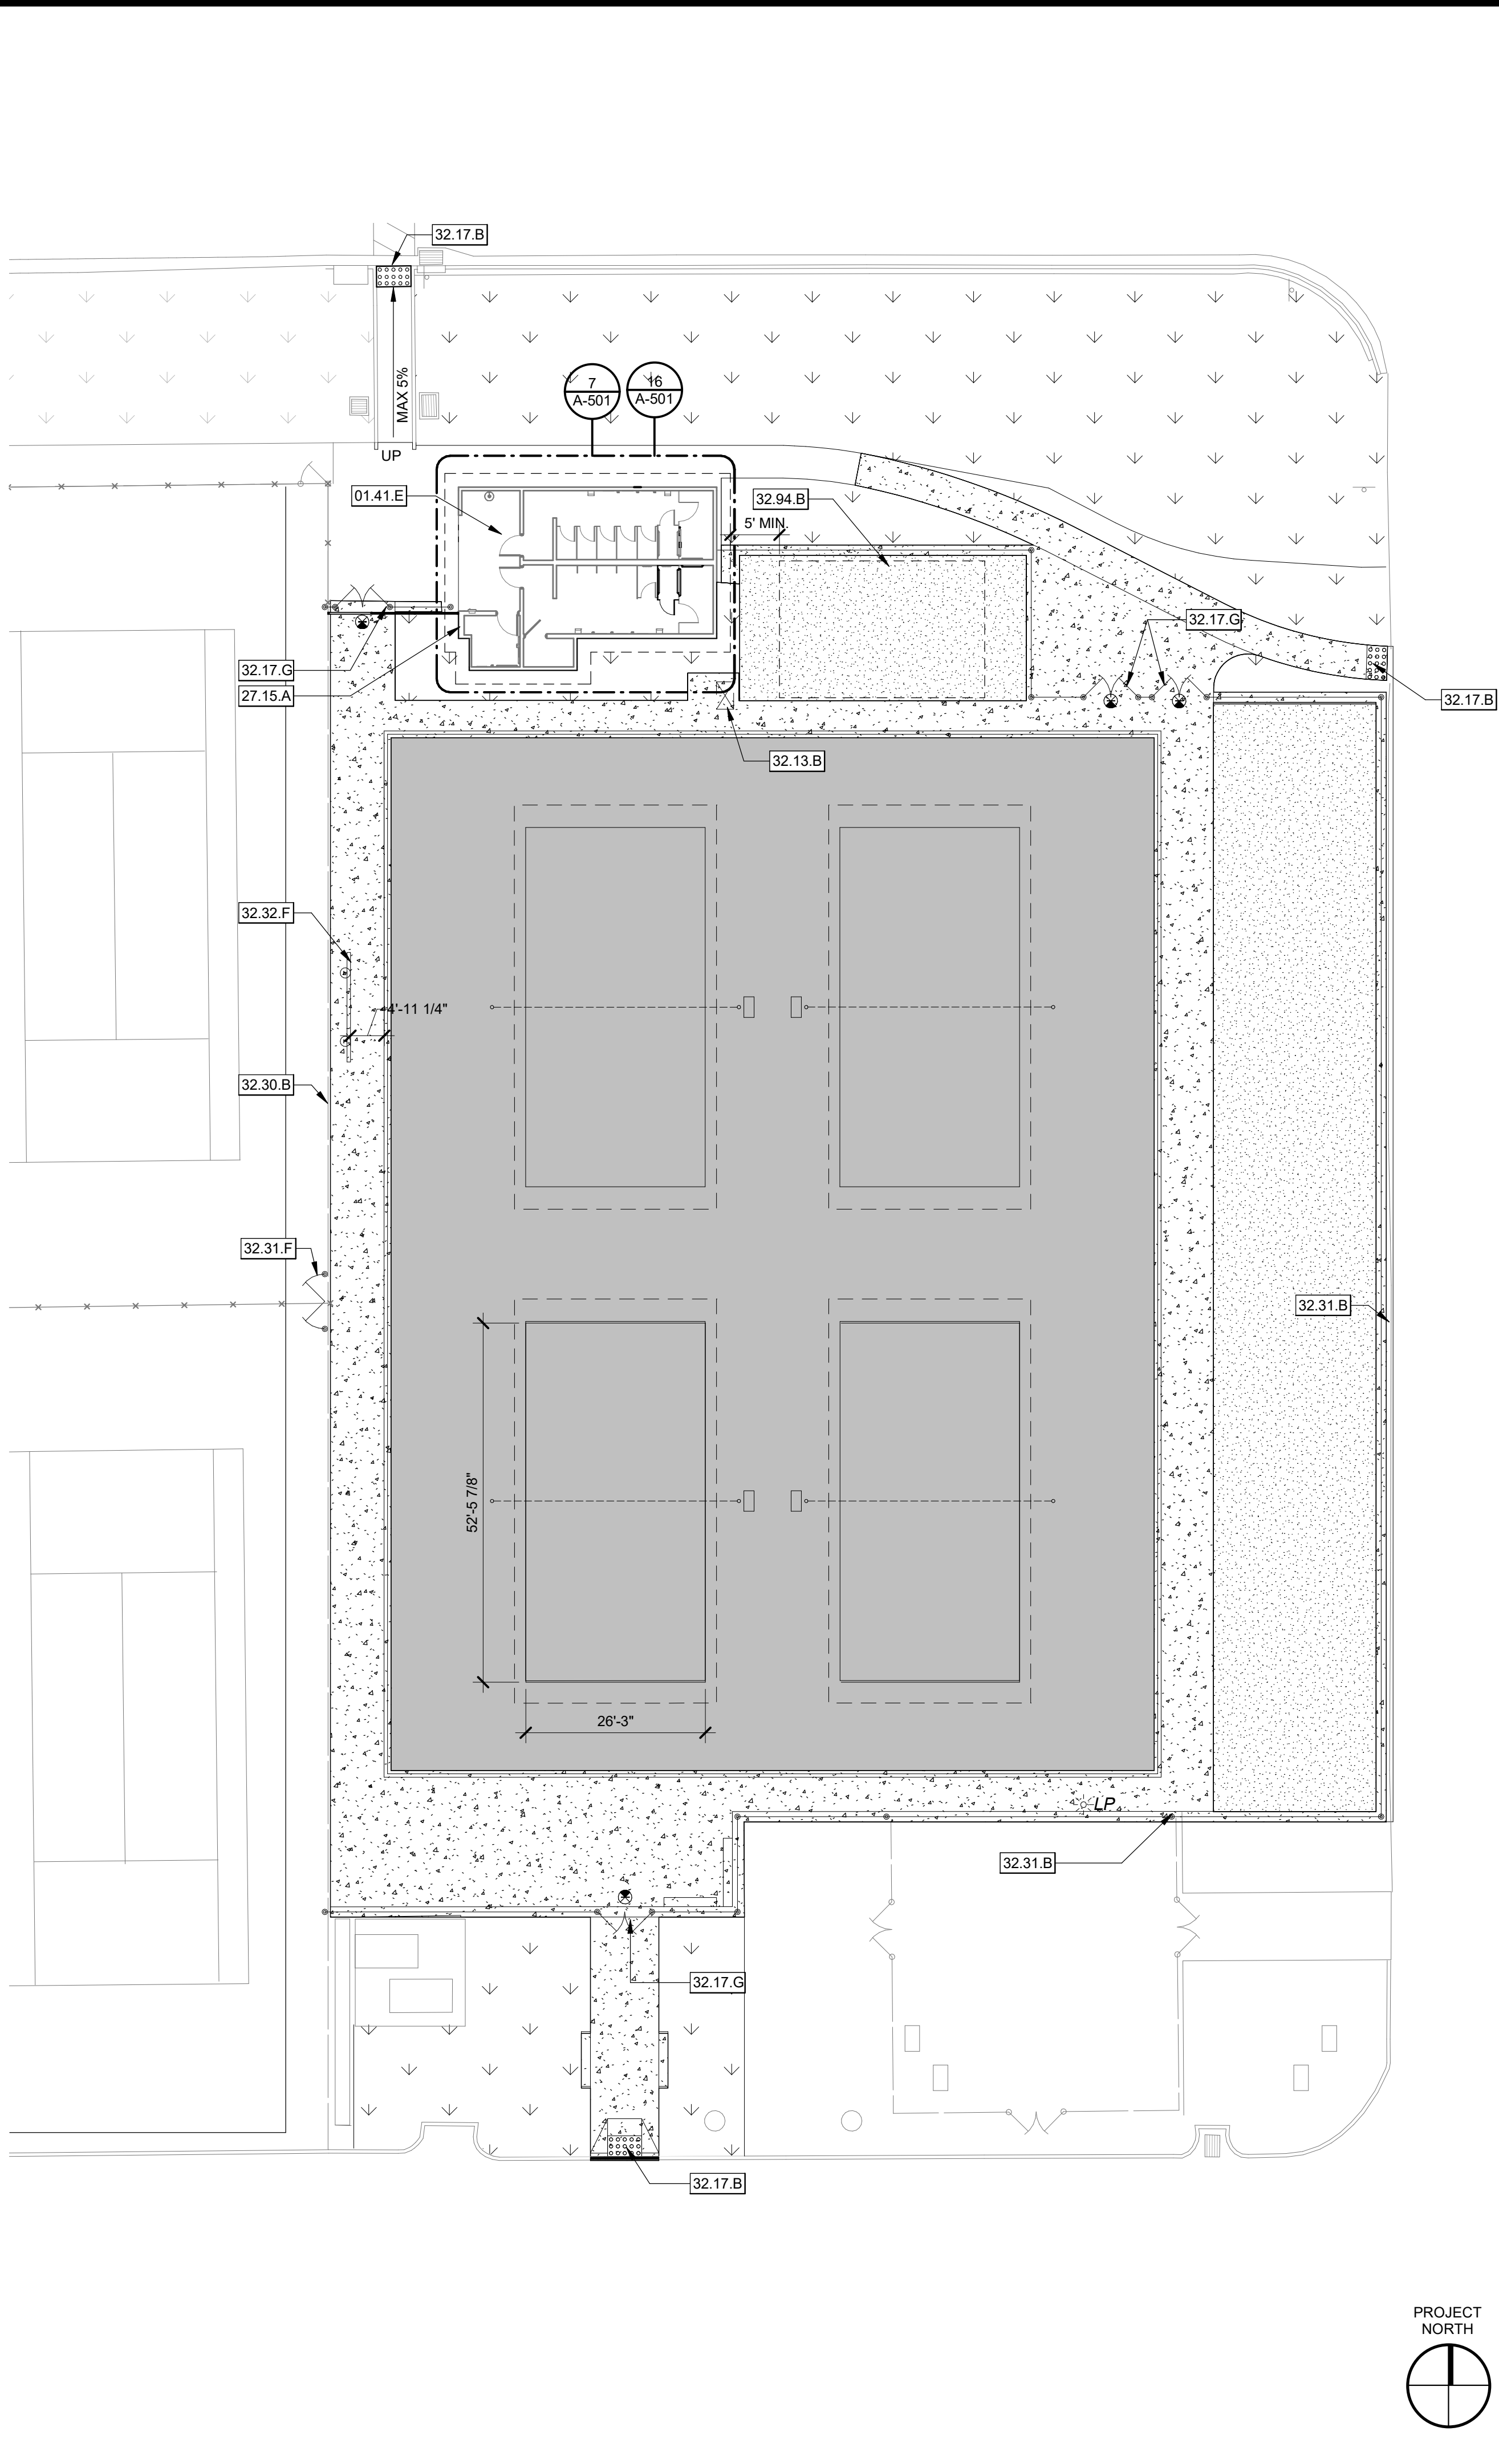 32.17.B
MAX 5%
UP
7
A-501
16
A-501
01.41.E
32.94.B
5' MIN.
32.17.G
32.17.G
27.15.A
32.17.B
32.13.B
32.32.F
4'-11 1/4"
32.30.B
32.31.F
32.31.B
52'-5 7/8"
26'-3"
LP
32.31.B
32.17.G
32.17.B
PROJECT
NORTH